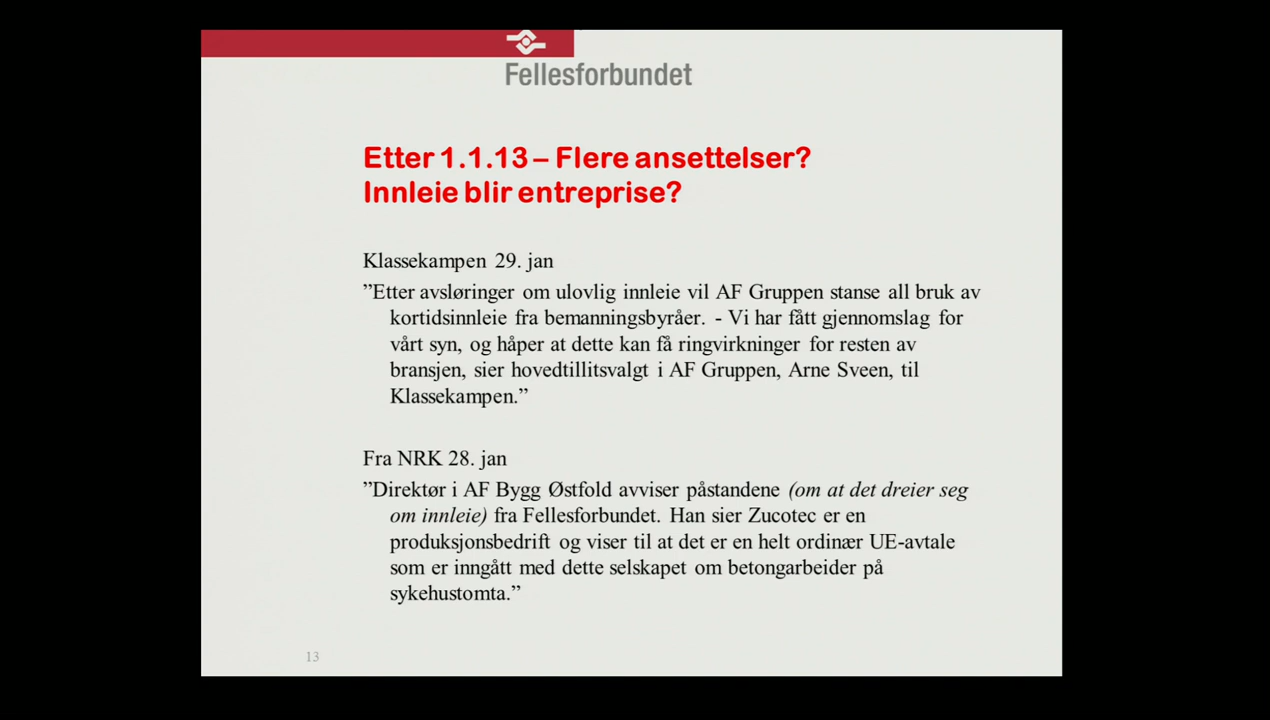 Fellesforbundet
Etter 1.1.13 – Flere ansettelser?
Innleie blir entreprise?
Klassekampen 29. jan
”Etter avsløringer om ulovlig innleie vil AF Gruppen stanse all bruk av
kortidsinnleie fra bemanningsbyråer. - Vi har fått gjennomslag for
vårt syn, og håper at dette kan få ringvirkninger for resten av
bransjen, sier hovedtillitsvalgt i AF Gruppen, Arne Sveen, til
Klassekampen.”
Fra NRK 28. jan
”Direktør i AF Bygg Østfold avviser påstandene (om at det dreier seg
om innleie) fra Fellesforbundet. Han sier Zucotec er en
produksjonsbedrift og viser til at det er en helt ordinær UE-avtale
som er inngått med dette selskapet om betongarbeider på
sykehustomta.”
13